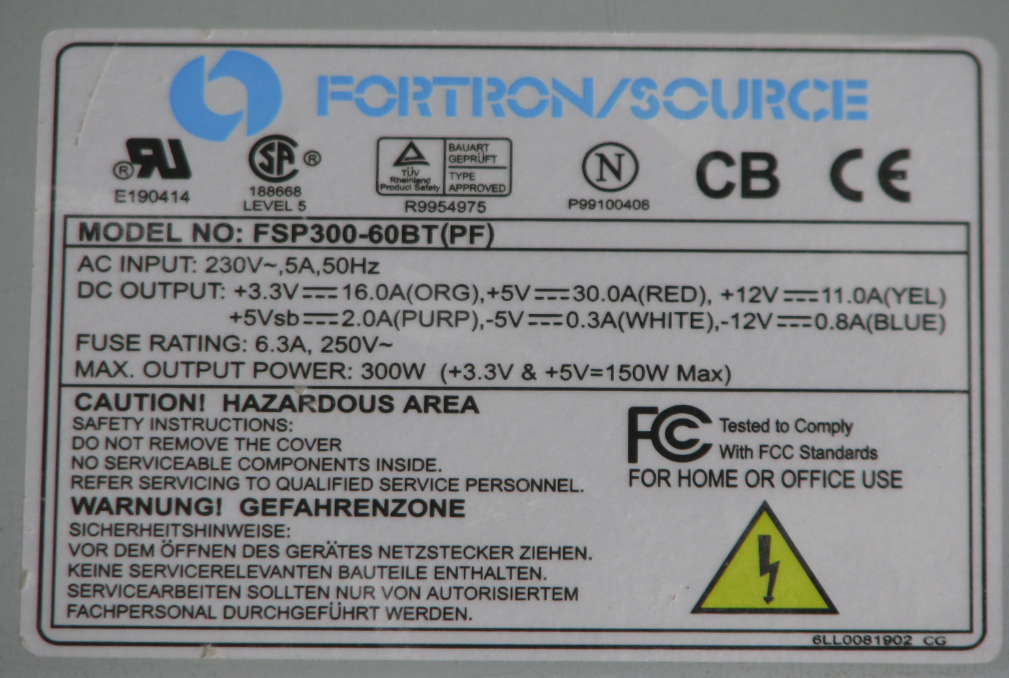 FORTRON/SOURCE
® RU ® BAUART GEPRÜFT N CB CE
E190414 188668 TÜV Rheinland Product Safety TYPE APPROVED P99100408
LEVEL 5 R9954975
MODEL NO: FSP300-60BT(PF)
AC INPUT: 230V~,5A,50Hz
DC OUTPUT: +3.3V⎓16.0A(ORG),+5V⎓30.0A(RED), +12V⎓11.0A(YEL)
+5Vsb⎓2.0A(PURP),-5V⎓0.3A(WHITE),-12V⎓0.8A(BLUE)
FUSE RATING: 6.3A, 250V~
MAX. OUTPUT POWER: 300W (+3.3V & +5V=150W Max)
CAUTION! HAZARDOUS AREA
SAFETY INSTRUCTIONS:
DO NOT REMOVE THE COVER
NO SERVICEABLE COMPONENTS INSIDE.
REFER SERVICING TO QUALIFIED SERVICE PERSONNEL.
WARNUNG! GEFAHRENZONE
SICHERHEITSHINWEISE:
VOR DEM ÖFFNEN DES GERÄTES NETZSTECKER ZIEHEN.
KEINE SERVICERELEVANTEN BAUTEILE ENTHALTEN.
SERVICEARBEITEN SOLLTEN NUR VON AUTORISIERTEM
FACHPERSONAL DURCHGEFÜHRT WERDEN.
FC Tested to Comply
With FCC Standards
FOR HOME OR OFFICE USE
6LL0081902 CG